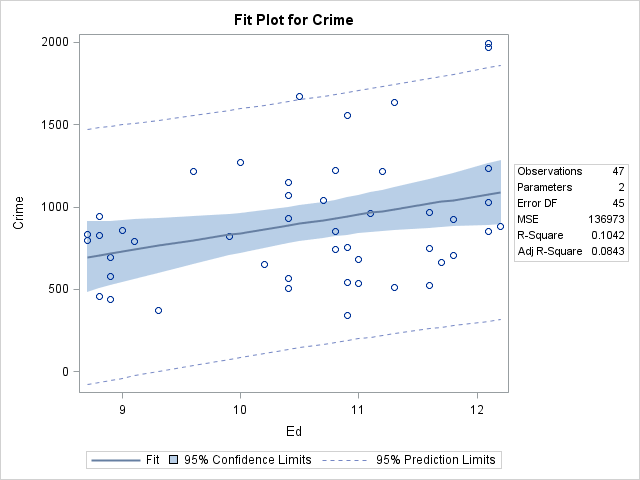 Fit Plot for Crime
2000
1500
1000
500
0
Crime
9 10 11 12
Ed
Observations 47
Parameters 2
Error DF 45
MSE 136973
R-Square 0.1042
Adj R-Square 0.0843
Fit 95% Confidence Limits 95% Prediction Limits